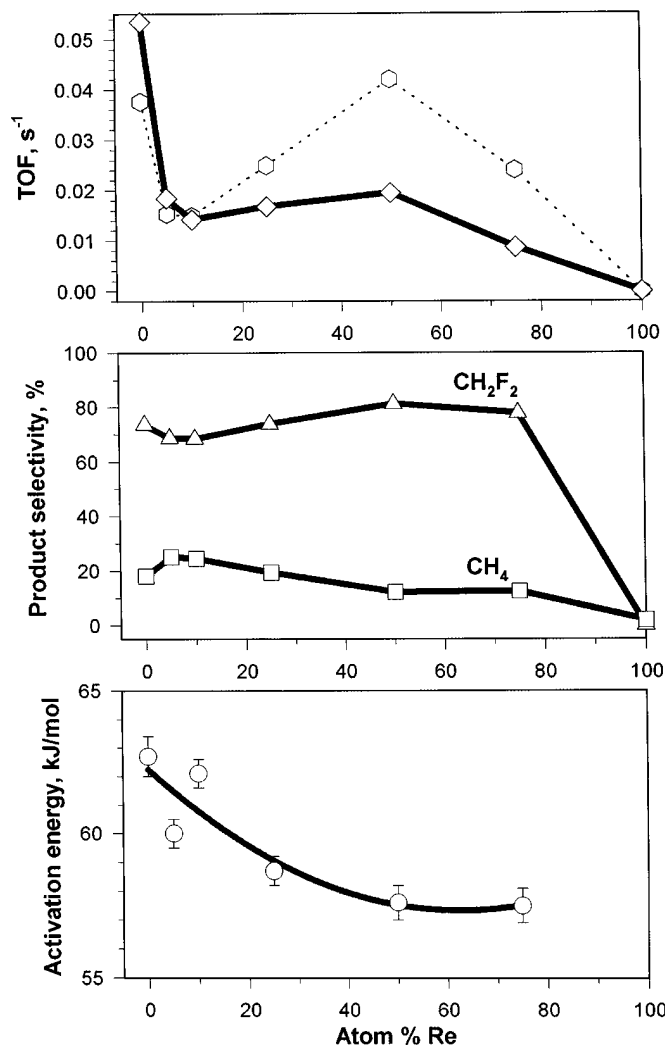 0.05
0.04
0.03
0.02
0.01
0.00
TOF, s⁻¹
0 20 40 60 80 100
100
80
60
40
20
0
Product selectivity, %
CH₂F₂
CH₄
0 20 40 60 80 100
65
60
55
Activation energy, kJ/mol
0 20 40 60 80 100
Atom % Re